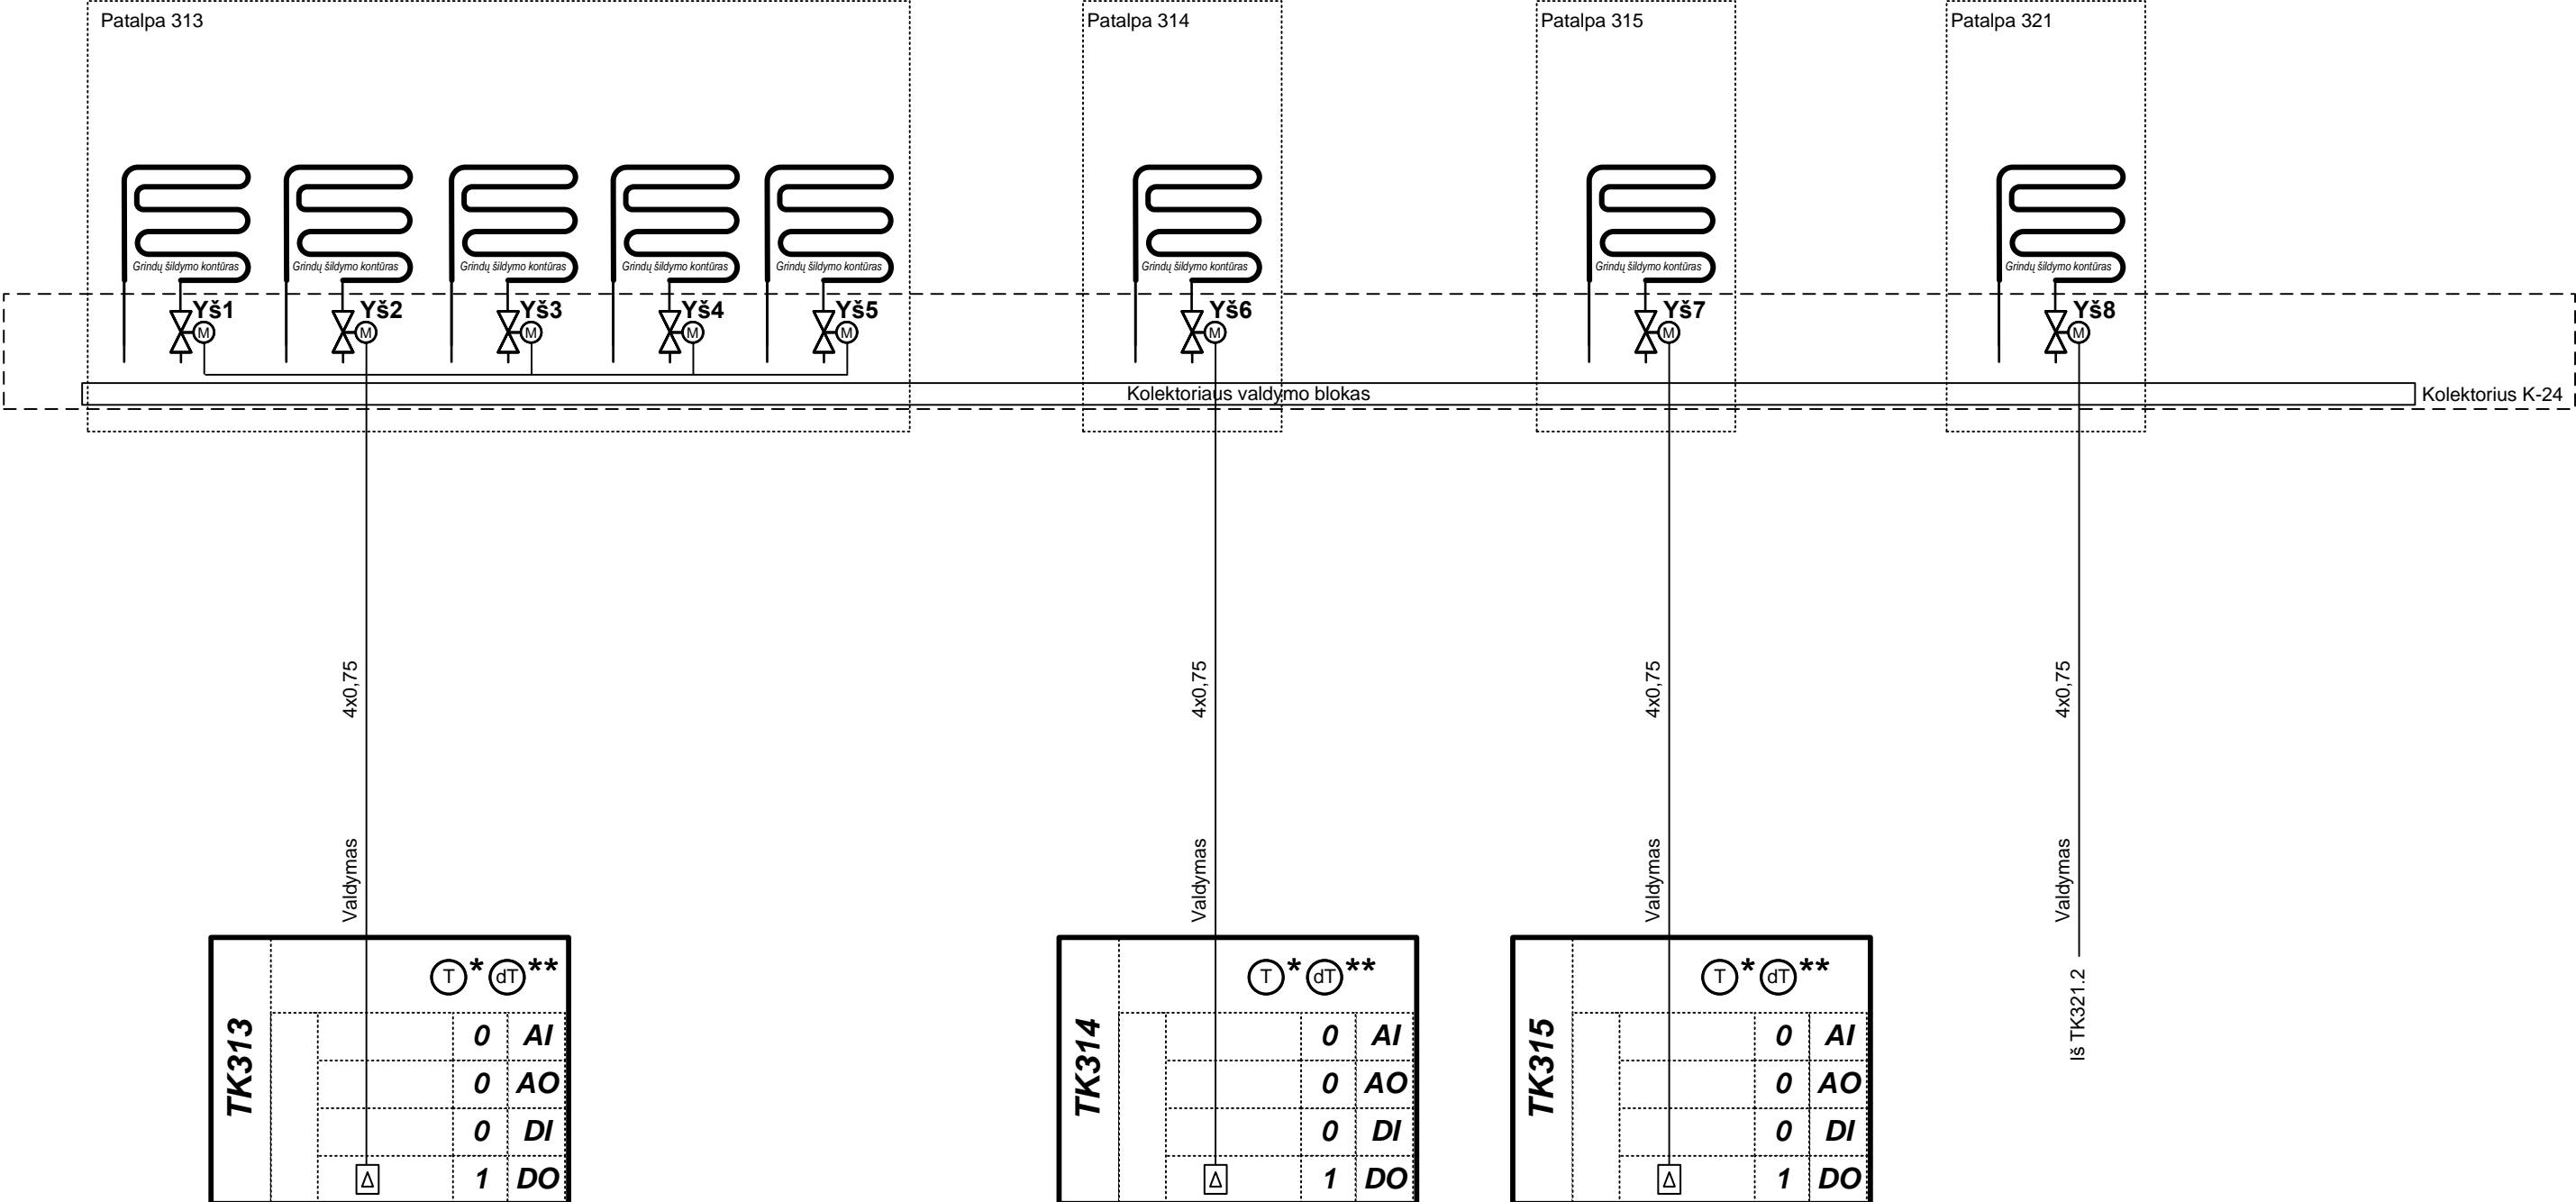 Patalpa 313
Patalpa 314
Patalpa 315
Patalpa 321
Grindų šildymo kontūras
Grindų šildymo kontūras
Grindų šildymo kontūras
Grindų šildymo kontūras
Grindų šildymo kontūras
Grindų šildymo kontūras
Grindų šildymo kontūras
Grindų šildymo kontūras
Yš1
Yš2
Yš3
Yš4
Yš5
Yš6
Yš7
Yš8
M
M
M
M
M
M
M
M
Kolektoriaus valdymo blokas
Kolektorius K-24
4x0,75
4x0,75
4x0,75
4x0,75
Valdymas
Valdymas
Valdymas
Valdymas
Iš TK321.2
TK313
T * dT **
0 AI
0 AO
0 DI
1 DO
TK314
T * dT **
0 AI
0 AO
0 DI
1 DO
TK315
T * dT **
0 AI
0 AO
0 DI
1 DO